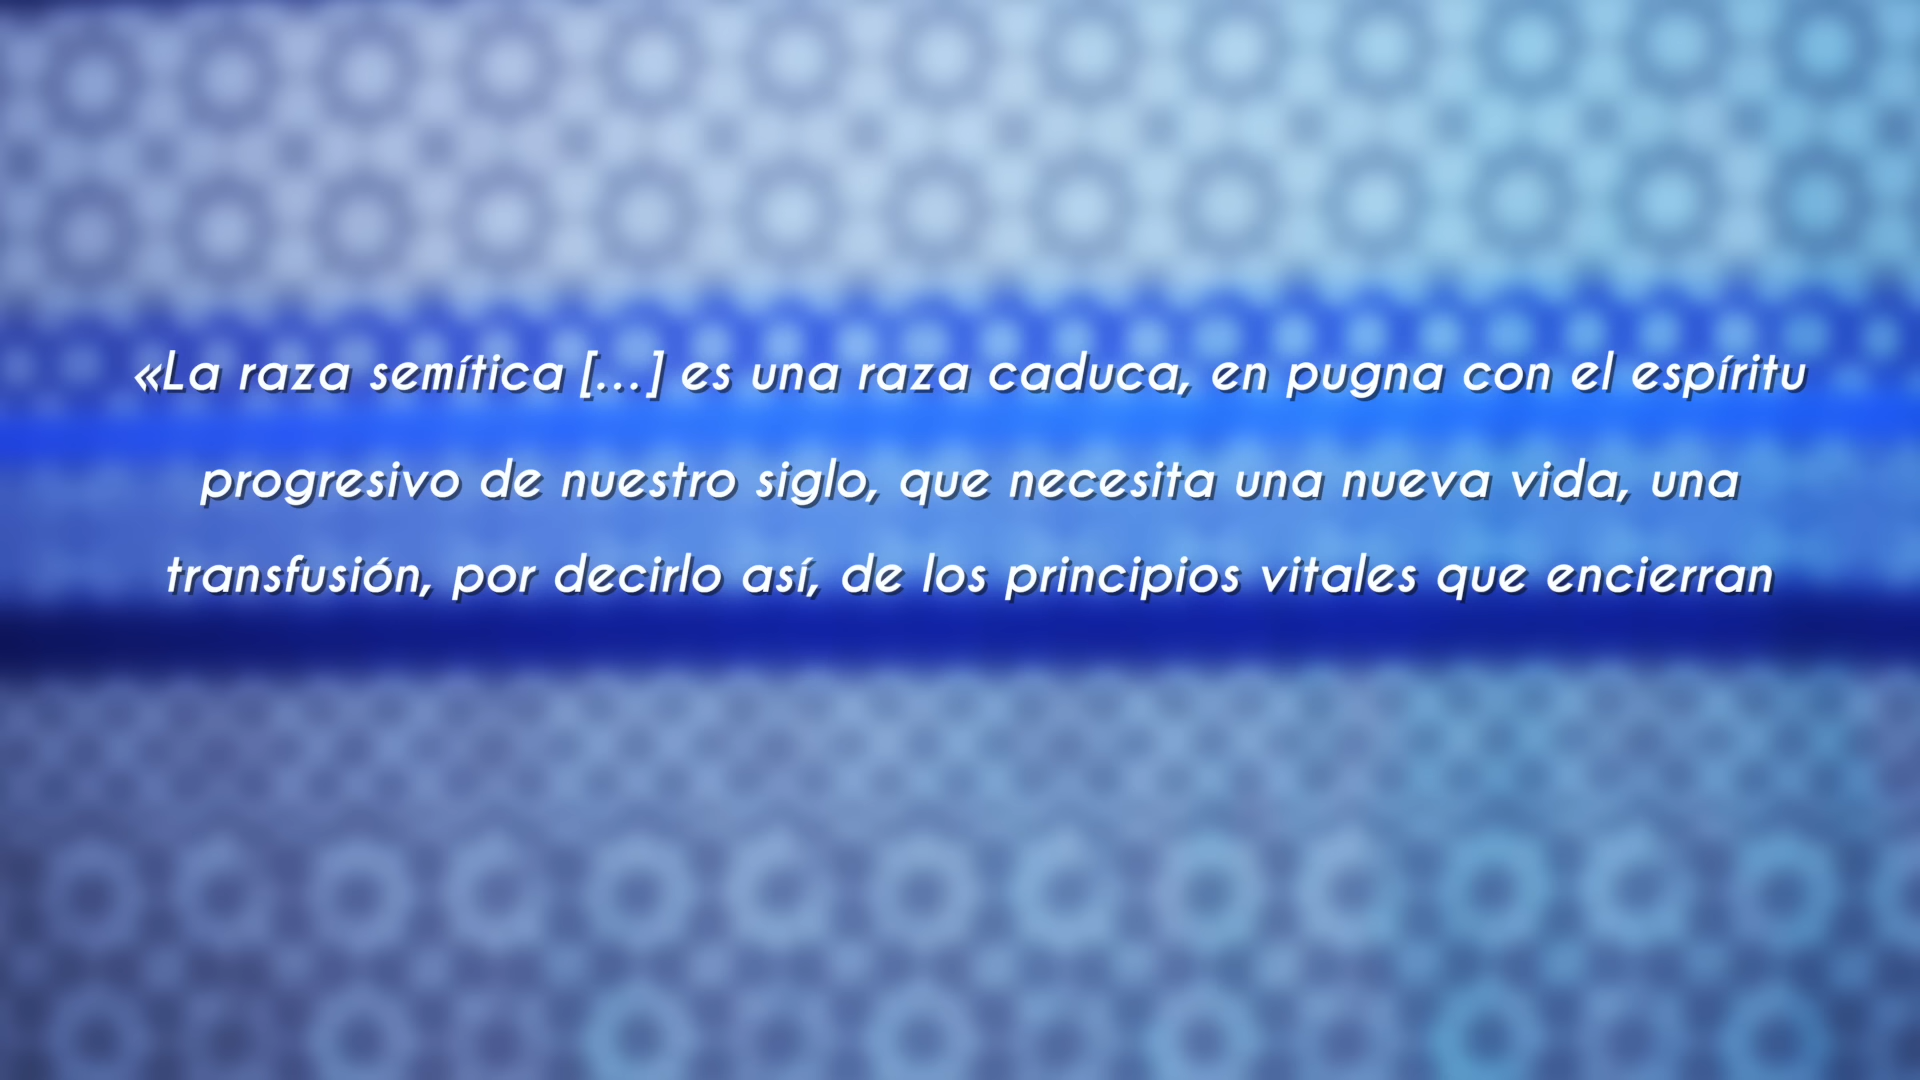 «La raza semítica [...] es una raza caduca, en pugna con el espíritu
progresivo de nuestro siglo, que necesita una nueva vida, una
transfusión, por decirlo así, de los principios vitales que encierran